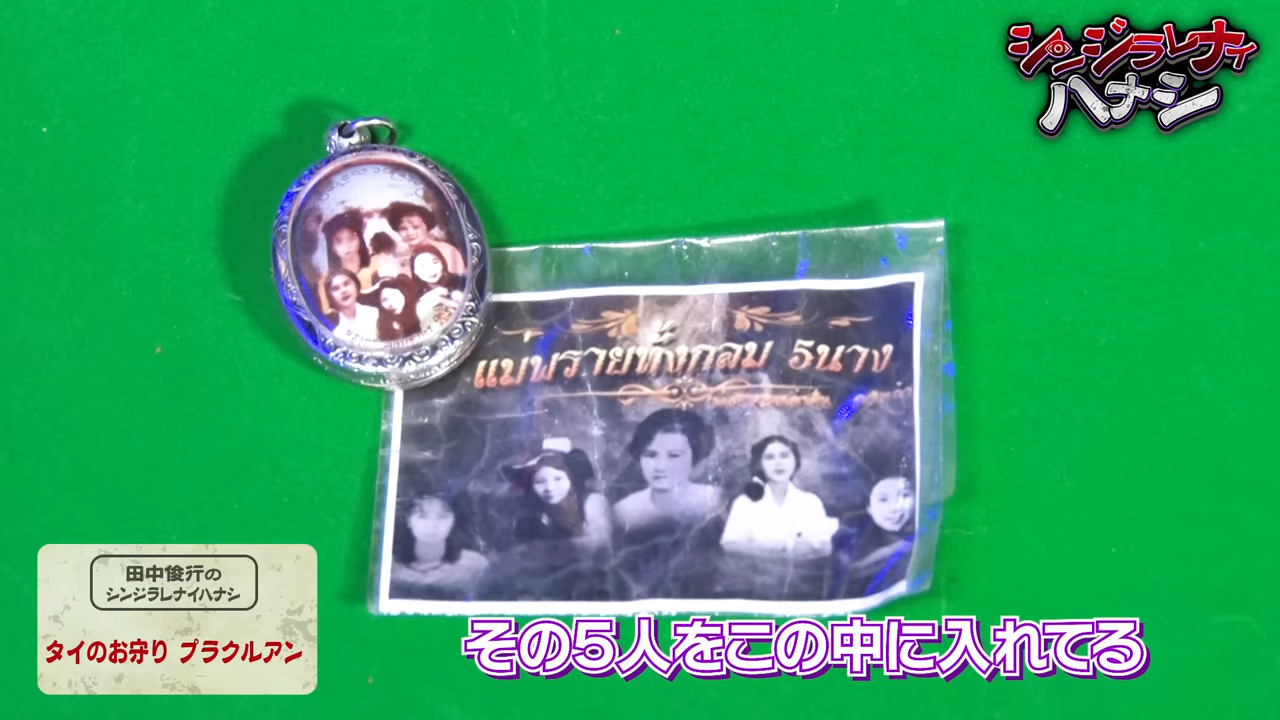 シンジラレナイ
ハナシ
แม่พรายทั้งกลม 5นาง
田中俊行の
シンジラレナイハナシ
タイのお守り プラクルアン
その5人をこの中に入れてる